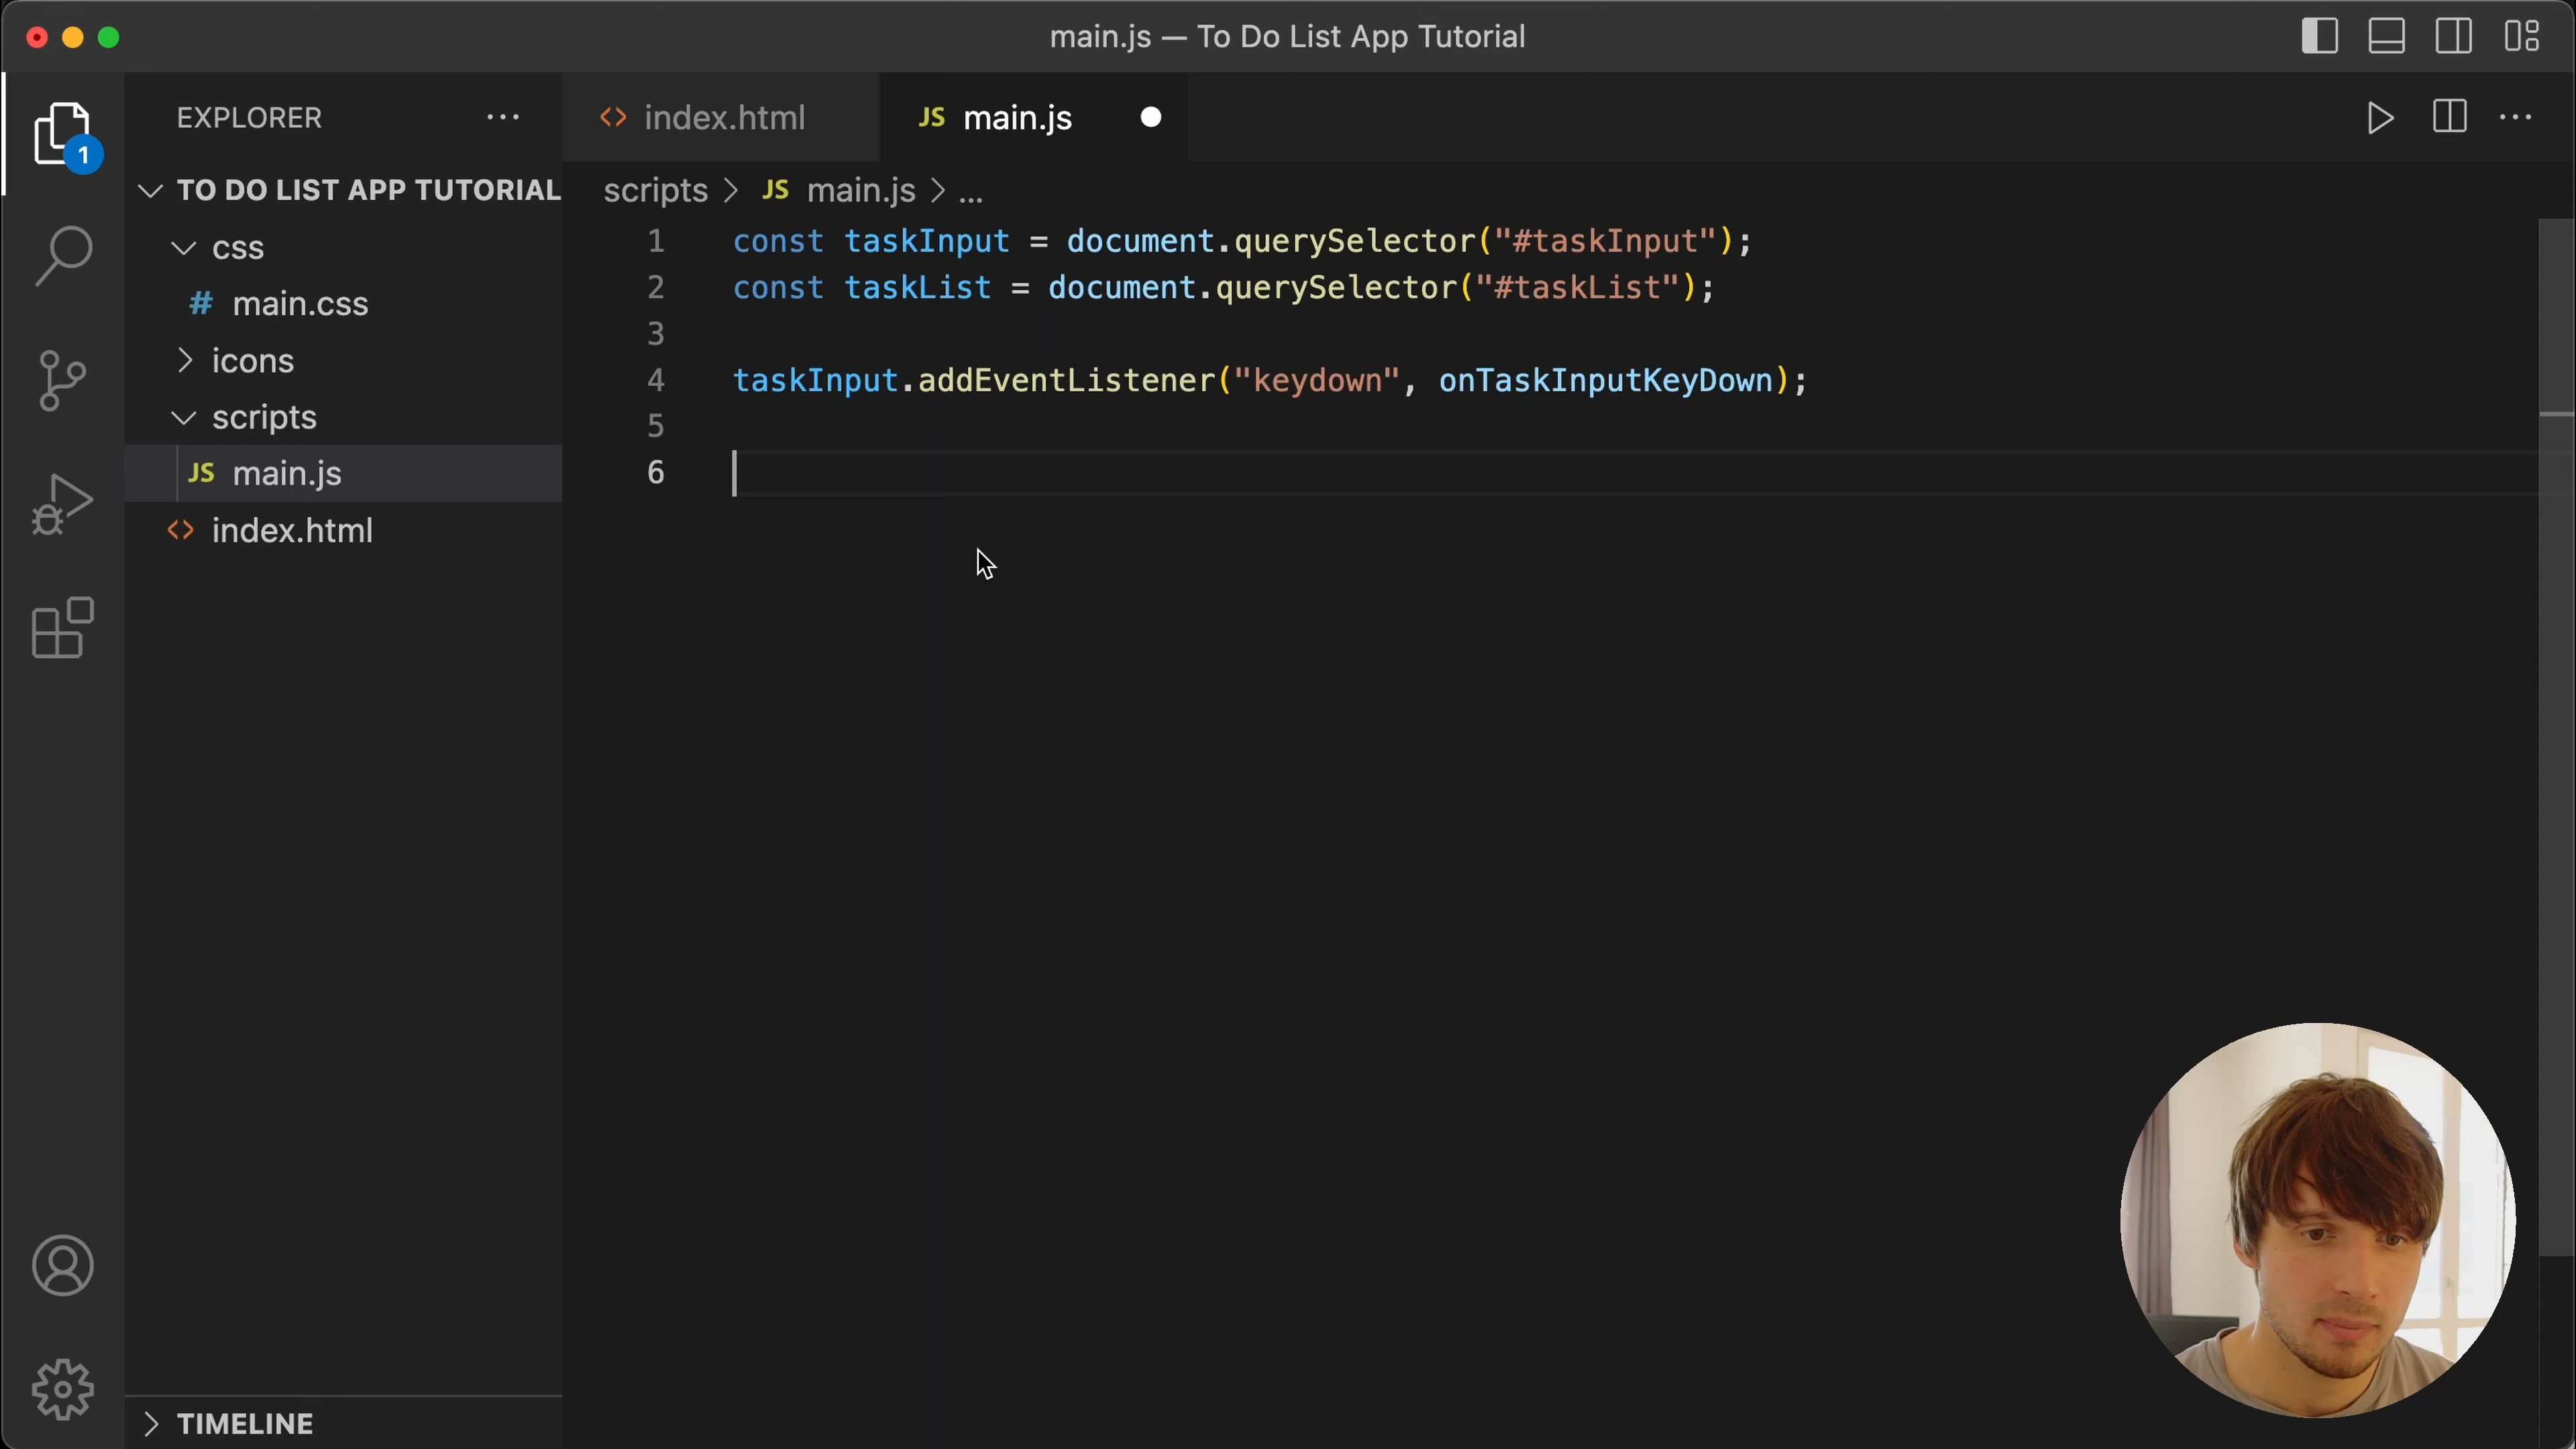 main.js — To Do List App Tutorial
EXPLORER
1
TO DO LIST APP TUTORIAL
css
# main.css
icons
scripts
JS main.js
<> index.html
TIMELINE
<> index.html
JS main.js
scripts > JS main.js > ...
1 const taskInput = document.querySelector("#taskInput");
2 const taskList = document.querySelector("#taskList");
3
4 taskInput.addEventListener("keydown", onTaskInputKeyDown);
5
6